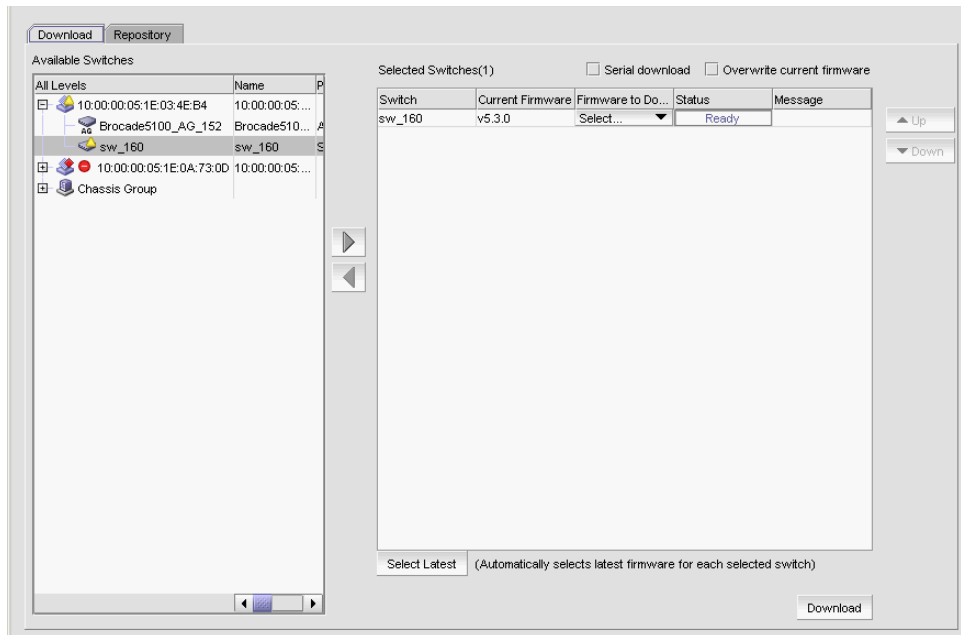 Download Repository
Available Switches
All Levels Name P
10:00:00:05:1E:03:4E:B4 10:00:00:05:...
AG Brocade5100_AG_152 Brocade510... A
sw_160 sw_160 S
10:00:00:05:1E:0A:73:0D 10:00:00:05:...
Chassis Group
Selected Switches(1) Serial download Overwrite current firmware
Switch Current Firmware Firmware to Do... Status Message
sw_160 v5.3.0 Select... Ready
Up
Down
Select Latest (Automatically selects latest firmware for each selected switch)
Download